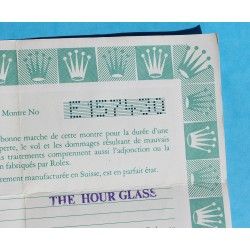 Montre No E157430
bonne marche de cette montre pour la durée d'une
perte, le vol et les dommages résultant de mauvais
s traitements comprennent aussi l'adjonction ou la
n fabriqués par Rolex.
èrement manufacturée en Suisse, est en parfait état.
THE HOUR GLASS